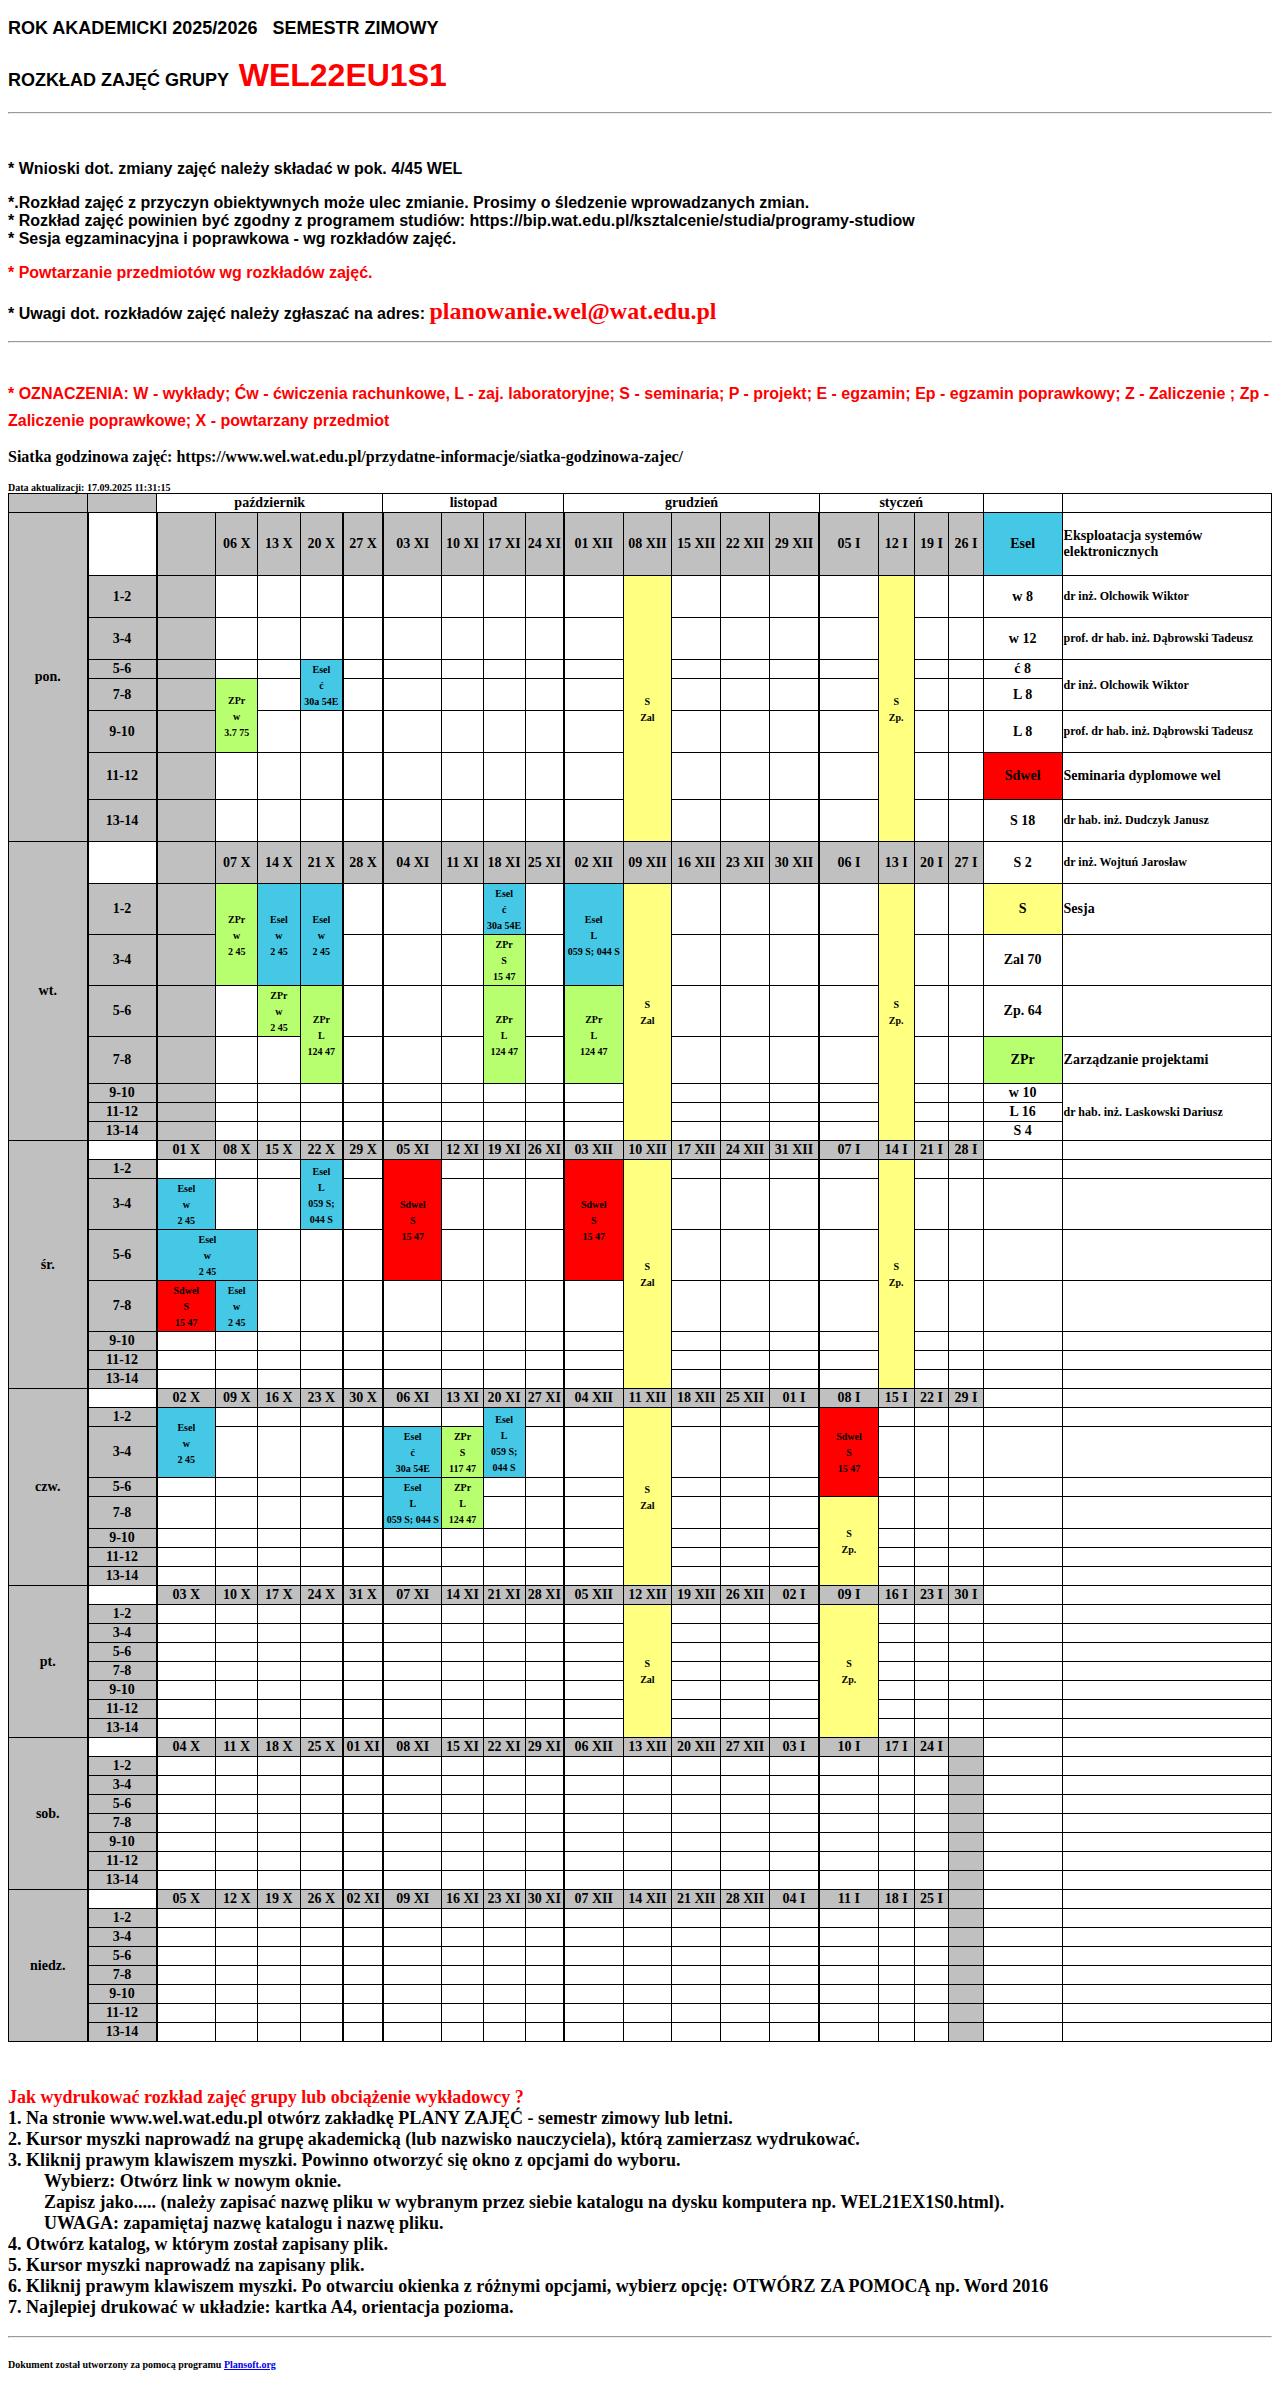 ROK AKADEMICKI 2025/2026   SEMESTR ZIMOWY
ROZKŁAD ZAJĘĆ GRUPY  WEL22EU1S1
* Wnioski dot. zmiany zajęć należy składać w pok. 4/45 WEL
*.Rozkład zajęć z przyczyn obiektywnych może ulec zmianie. Prosimy o śledzenie wprowadzanych zmian.
* Rozkład zajęć powinien być zgodny z programem studiów: https://bip.wat.edu.pl/ksztalcenie/studia/programy-studiow
* Sesja egzaminacyjna i poprawkowa - wg rozkładów zajęć.
* Powtarzanie przedmiotów wg rozkładów zajęć.
* Uwagi dot. rozkładów zajęć należy zgłaszać na adres: planowanie.wel@wat.edu.pl
* OZNACZENIA: W - wykłady; Ćw - ćwiczenia rachunkowe, L - zaj. laboratoryjne; S - seminaria; P - projekt; E - egzamin; Ep - egzamin poprawkowy; Z - Zaliczenie ; Zp -
Zaliczenie poprawkowe; X - powtarzany przedmiot
Siatka godzinowa zajęć: https://www.wel.wat.edu.pl/przydatne-informacje/siatka-godzinowa-zajec/
Data aktualizacji: 17.09.2025 11:31:15
październik listopad grudzień styczeń
pon. 06 X 13 X 20 X 27 X 03 XI 10 XI 17 XI 24 XI 01 XII 08 XII 15 XII 22 XII 29 XII 05 I 12 I 19 I 26 I Esel Eksploatacja systemów elektronicznych
1-2 S Zal S Zp. w 8 dr inż. Olchowik Wiktor
3-4 w 12 prof. dr hab. inż. Dąbrowski Tadeusz
5-6 Esel ć 30a 54E ć 8 dr inż. Olchowik Wiktor
7-8 ZPr w 3.7 75 L 8
9-10 L 8 prof. dr hab. inż. Dąbrowski Tadeusz
11-12 Sdwel Seminaria dyplomowe wel
13-14 S 18 dr hab. inż. Dudczyk Janusz
wt. 07 X 14 X 21 X 28 X 04 XI 11 XI 18 XI 25 XI 02 XII 09 XII 16 XII 23 XII 30 XII 06 I 13 I 20 I 27 I S 2 dr inż. Wojtuń Jarosław
1-2 ZPr w 2 45 Esel w 2 45 Esel w 2 45 Esel ć 30a 54E Esel L 059 S; 044 S S Zal S Zp. S Sesja
3-4 ZPr S 15 47 Zal 70
5-6 ZPr w 2 45 ZPr L 124 47 ZPr L 124 47 ZPr L 124 47 Zp. 64
7-8 ZPr Zarządzanie projektami
9-10 w 10 dr hab. inż. Laskowski Dariusz
11-12 L 16
13-14 S 4
śr. 01 X 08 X 15 X 22 X 29 X 05 XI 12 XI 19 XI 26 XI 03 XII 10 XII 17 XII 24 XII 31 XII 07 I 14 I 21 I 28 I
1-2 Esel L 059 S; 044 S Sdwel S 15 47 Sdwel S 15 47 S Zal S Zp.
3-4 Esel w 2 45
5-6 Esel w 2 45
7-8 Sdwel S 15 47 Esel w 2 45
9-10
11-12
13-14
czw. 02 X 09 X 16 X 23 X 30 X 06 XI 13 XI 20 XI 27 XI 04 XII 11 XII 18 XII 25 XII 01 I 08 I 15 I 22 I 29 I
1-2 Esel w 2 45 Esel L 059 S; 044 S S Zal Sdwel S 15 47
3-4 Esel ć 30a 54E ZPr S 117 47
5-6 Esel L 059 S; 044 S ZPr L 124 47
7-8 S Zp.
9-10
11-12
13-14
pt. 03 X 10 X 17 X 24 X 31 X 07 XI 14 XI 21 XI 28 XI 05 XII 12 XII 19 XII 26 XII 02 I 09 I 16 I 23 I 30 I
1-2 S Zal S Zp.
3-4
5-6
7-8
9-10
11-12
13-14
sob. 04 X 11 X 18 X 25 X 01 XI 08 XI 15 XI 22 XI 29 XI 06 XII 13 XII 20 XII 27 XII 03 I 10 I 17 I 24 I
1-2
3-4
5-6
7-8
9-10
11-12
13-14
niedz. 05 X 12 X 19 X 26 X 02 XI 09 XI 16 XI 23 XI 30 XI 07 XII 14 XII 21 XII 28 XII 04 I 11 I 18 I 25 I
1-2
3-4
5-6
7-8
9-10
11-12
13-14
Jak wydrukować rozkład zajęć grupy lub obciążenie wykładowcy ?
1. Na stronie www.wel.wat.edu.pl otwórz zakładkę PLANY ZAJĘĆ - semestr zimowy lub letni.
2. Kursor myszki naprowadź na grupę akademicką (lub nazwisko nauczyciela), którą zamierzasz wydrukować.
3. Kliknij prawym klawiszem myszki. Powinno otworzyć się okno z opcjami do wyboru.
Wybierz: Otwórz link w nowym oknie.
Zapisz jako..... (należy zapisać nazwę pliku w wybranym przez siebie katalogu na dysku komputera np. WEL21EX1S0.html).
UWAGA: zapamiętaj nazwę katalogu i nazwę pliku.
4. Otwórz katalog, w którym został zapisany plik.
5. Kursor myszki naprowadź na zapisany plik.
6. Kliknij prawym klawiszem myszki. Po otwarciu okienka z różnymi opcjami, wybierz opcję: OTWÓRZ ZA POMOCĄ np. Word 2016
7. Najlepiej drukować w układzie: kartka A4, orientacja pozioma.
Dokument został utworzony za pomocą programu Plansoft.org